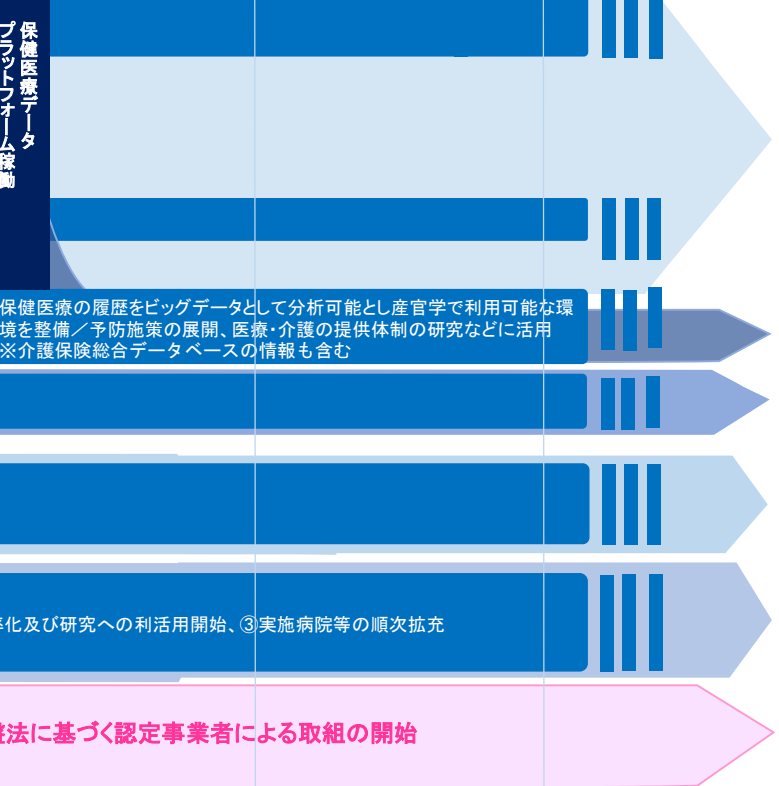 保健医療データ
プラットフォーム稼働
保健医療の履歴をビッグデータとして分析可能とし産官学で利用可能な環
境を整備／予防施策の展開、医療・介護の提供体制の研究などに活用
※介護保険総合データベースの情報も含む
率化及び研究への利活用開始、③実施病院等の順次拡充
法に基づく認定事業者による取組の開始